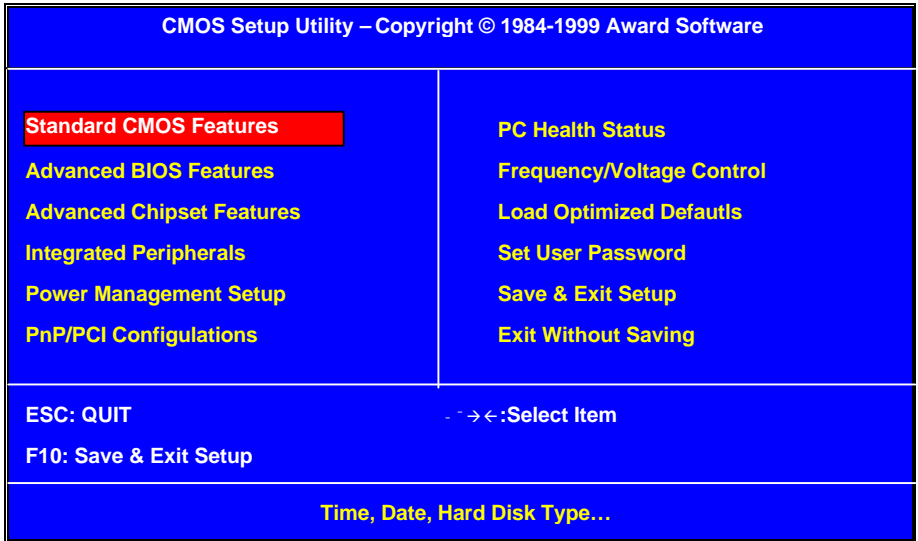 CMOS Setup Utility – Copyright © 1984-1999 Award Software
Standard CMOS Features
Advanced BIOS Features
Advanced Chipset Features
Integrated Peripherals
Power Management Setup
PnP/PCI Configulations
PC Health Status
Frequency/Voltage Control
Load Optimized Defautls
Set User Password
Save & Exit Setup
Exit Without Saving
ESC: QUIT
- ¯ → ← :Select Item
F10: Save & Exit Setup
Time, Date, Hard Disk Type…